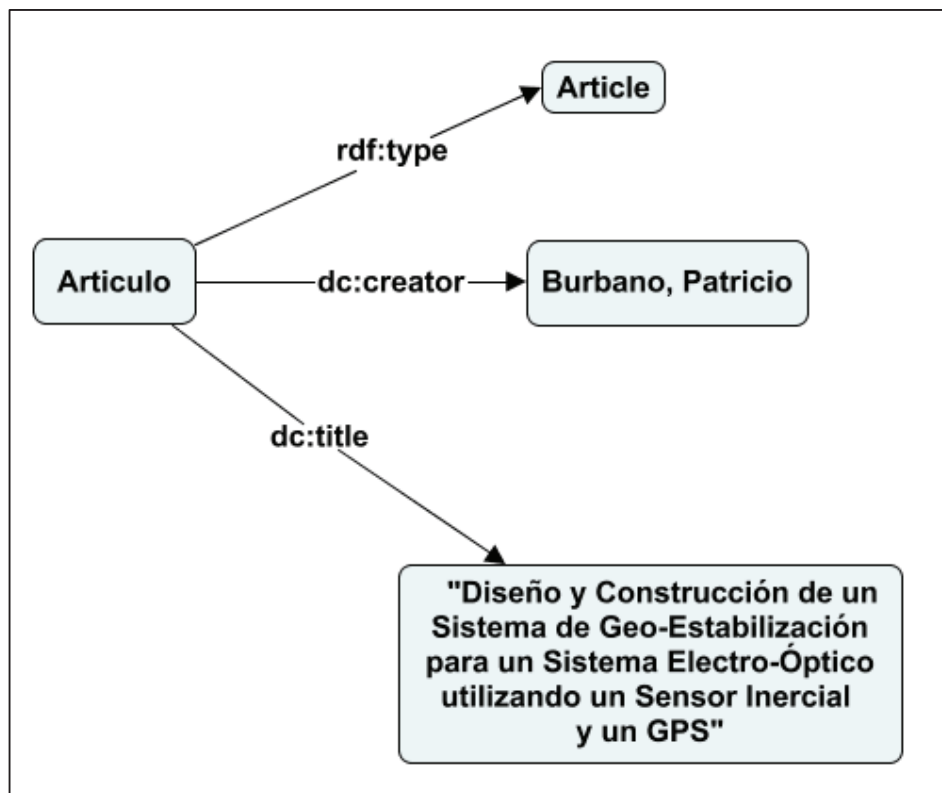 Article
rdf:type
Articulo
dc:creator
Burbano, Patricio
dc:title
"Diseño y Construcción de un
Sistema de Geo-Estabilización
para un Sistema Electro-Óptico
utilizando un Sensor Inercial
y un GPS"